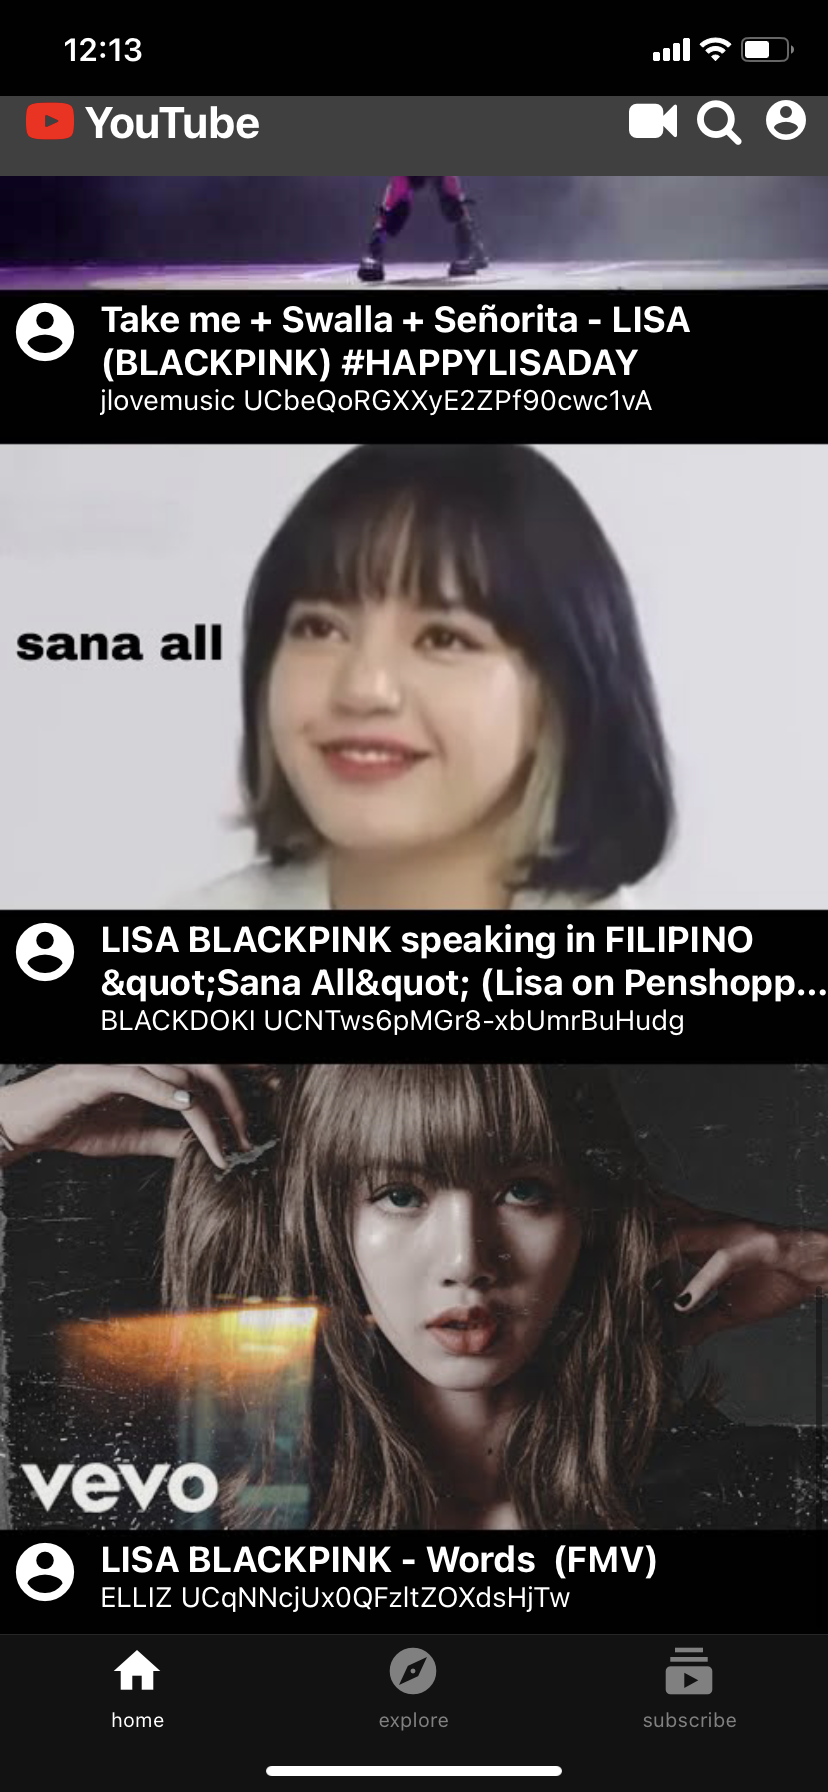 12:13
YouTube
Take me + Swalla + Señorita - LISA
(BLACKPINK) #HAPPYLISADAY
jlovemusic UCbeQoRGXXyE2ZPf90cwc1vA
sana all
LISA BLACKPINK speaking in FILIPINO
&quot;Sana All&quot; (Lisa on Penshopp...
BLACKDOKI UCNTws6pMGr8-xbUmrBuHudg
vevo
LISA BLACKPINK - Words  (FMV)
ELLIZ UCqNNcjUx0QFzltZOXdsHjTw
home
explore
subscribe